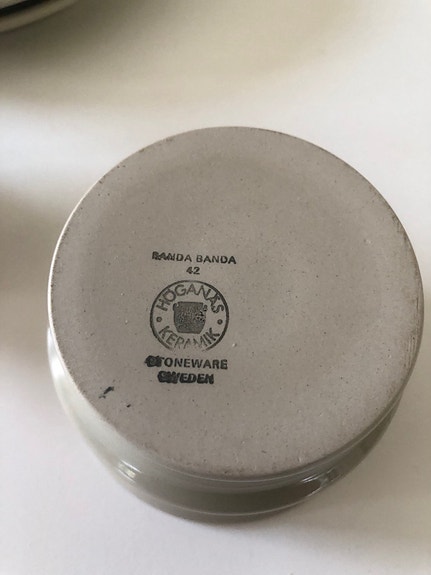 BANDA BANDA
42
HÖGANÄS
KERAMIK
STONEWARE
SWEDEN